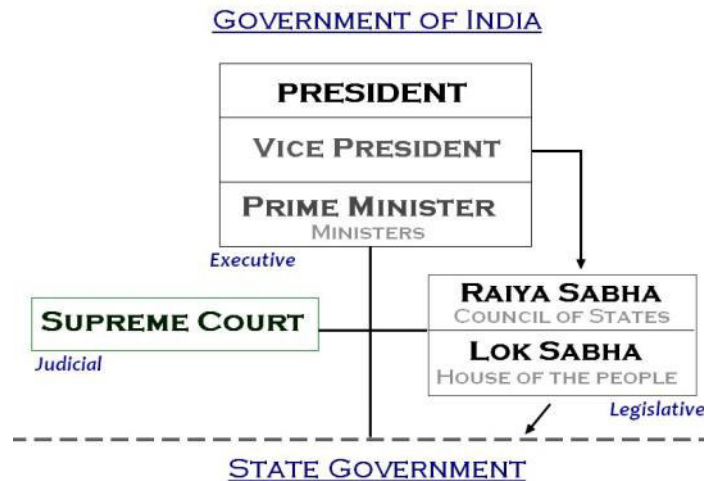 GOVERNMENT OF INDIA
PRESIDENT
VICE PRESIDENT
PRIME MINISTER
MINISTERS
Executive
RAIYA SABHA
COUNCIL OF STATES
SUPREME COURT
LOK SABHA
HOUSE OF THE PEOPLE
Judicial
Legislative
STATE GOVERNMENT